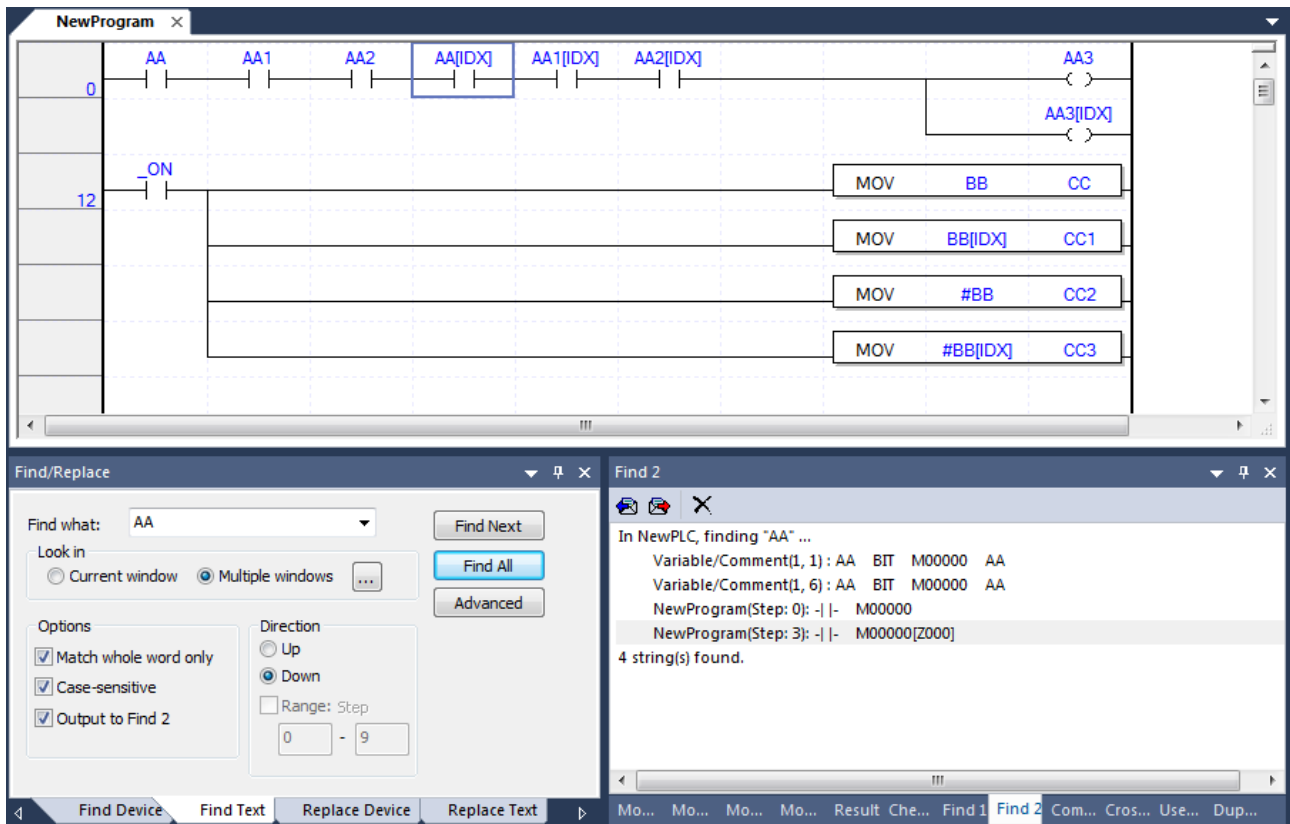 NewProgram ×
AA AA1 AA2 AA[IDX] AA1[IDX] AA2[IDX] AA3
0
AA3[IDX]
_ON
12
MOV BB CC
MOV BB[IDX] CC1
MOV #BB CC2
MOV #BB[IDX] CC3
Find/Replace
Find what: AA
Find Next
Look in
Current window Multiple windows ...
Find All
Advanced
Options
Match whole word only
Case-sensitive
Output to Find 2
Direction
Up
Down
Range: Step
0 - 9
Find Device Find Text Replace Device Replace Text
Find 2
In NewPLC, finding "AA" ...
Variable/Comment(1, 1) : AA BIT M00000 AA
Variable/Comment(1, 6) : AA BIT M00000 AA
NewProgram(Step: 0): -| |- M00000
NewProgram(Step: 3): -| |- M00000[Z000]
4 string(s) found.
Mo... Mo... Mo... Mo... Result Che... Find 1 Find 2 Com... Cros... Use... Dup...